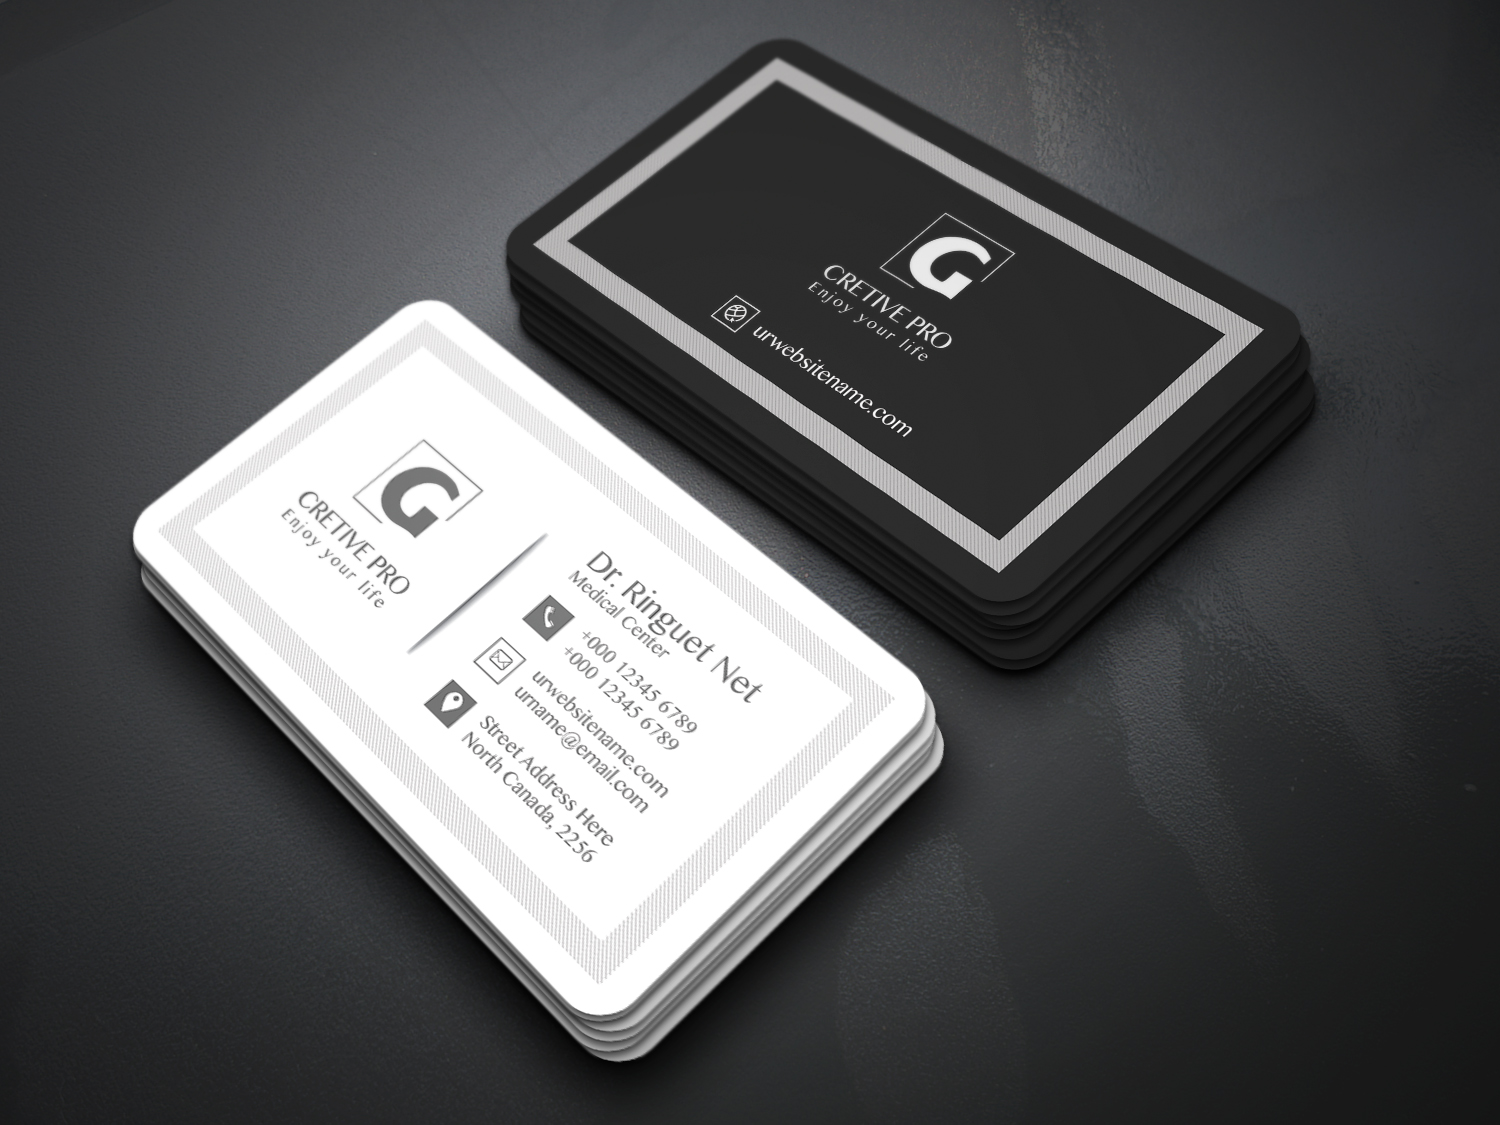 G
CRETIVE PRO
Enjoy your life
urwebsitename.com
G
CRETIVE PRO
Enjoy your life
Dr. Ringuet Net
Medical Center
+000 12345 6789
+000 12345 6789
urwebsitename.com
urname@email.com
Street Address Here
North Canada, 2256